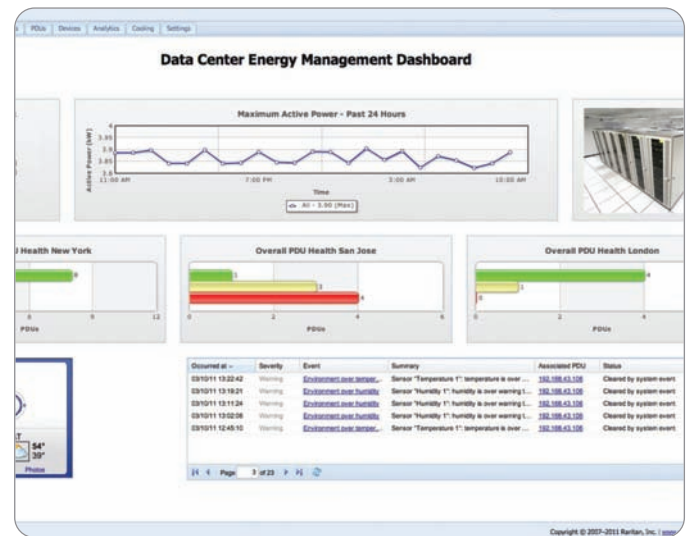 PDUs Devices Analytics Cooling Settings
Data Center Energy Management Dashboard
Maximum Active Power - Past 24 Hours
Active Power (kW)
4
3.95
3.9
3.85
3.8
11:00 AM 7:00 PM 3:00 AM 10:00 AM
Time
All - 3.90 (Max)
U Health New York
8
6 9 12
PDUs
Overall PDU Health San Jose
1
3
4
0 2 4 6
PDUs
Overall PDU Health London
4
1
0
0 2 4
PDUs
Occurred at Severity Event Summary Associated PDU Status
03/10/11 13:22:42 Warning Environment over temper... Sensor "Temperature 1": temperature is over ... 192.168.43.108 Cleared by system event
03/10/11 13:19:21 Warning Environment over humidity Sensor "Humidity 1": humidity is over warning t... 192.168.43.108 Cleared by system event
03/10/11 13:11:24 Warning Environment over humidity Sensor "Humidity 1": humidity is over warning t... 192.168.43.108 Cleared by system event
03/10/11 13:02:08 Warning Environment over humidity Sensor "Humidity 1": humidity is over warning t... 192.168.43.108 Cleared by system event
03/10/11 12:45:10 Warning Environment over temper... Sensor "Temperature 1": temperature is over ... 192.168.43.108 Cleared by system event
54°
39°
Photos
Page 3 of 23
Copyright © 2007-2011 Raritan, Inc. | www